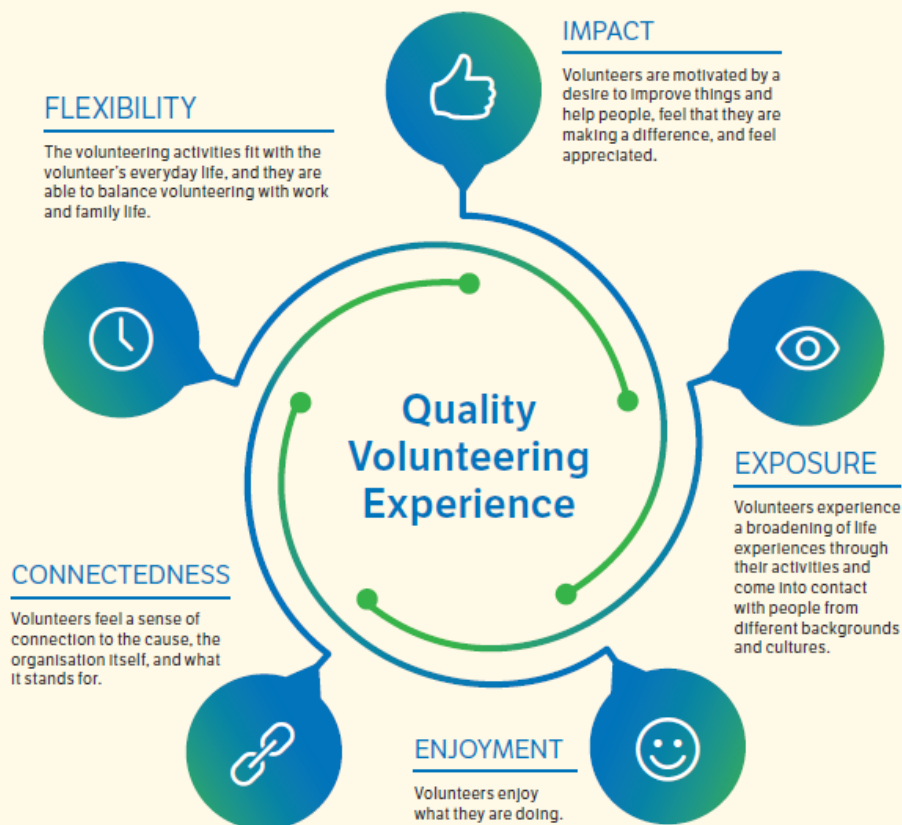 IMPACT
Volunteers are motivated by a
desire to improve things and
help people, feel that they are
making a difference, and feel
appreciated.
FLEXIBILITY
The volunteering activities fit with the
volunteer's everyday life, and they are
able to balance volunteering with work
and family life.
Quality
Volunteering
Experience
EXPOSURE
Volunteers experience
a broadening of life
experiences through
their activities and
come into contact
with people from
different backgrounds
and cultures.
CONNECTEDNESS
Volunteers feel a sense of
connection to the cause, the
organisation itself, and what
it stands for.
ENJOYMENT
Volunteers enjoy
what they are doing.